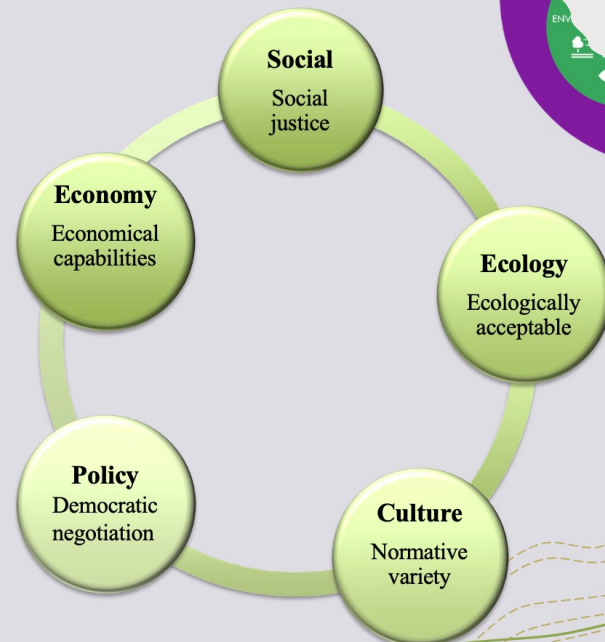 Social
Social
justice
Ecology
Ecologically
acceptable
Culture
Normative
variety
Policy
Democratic
negotiation
Economy
Economical
capabilities